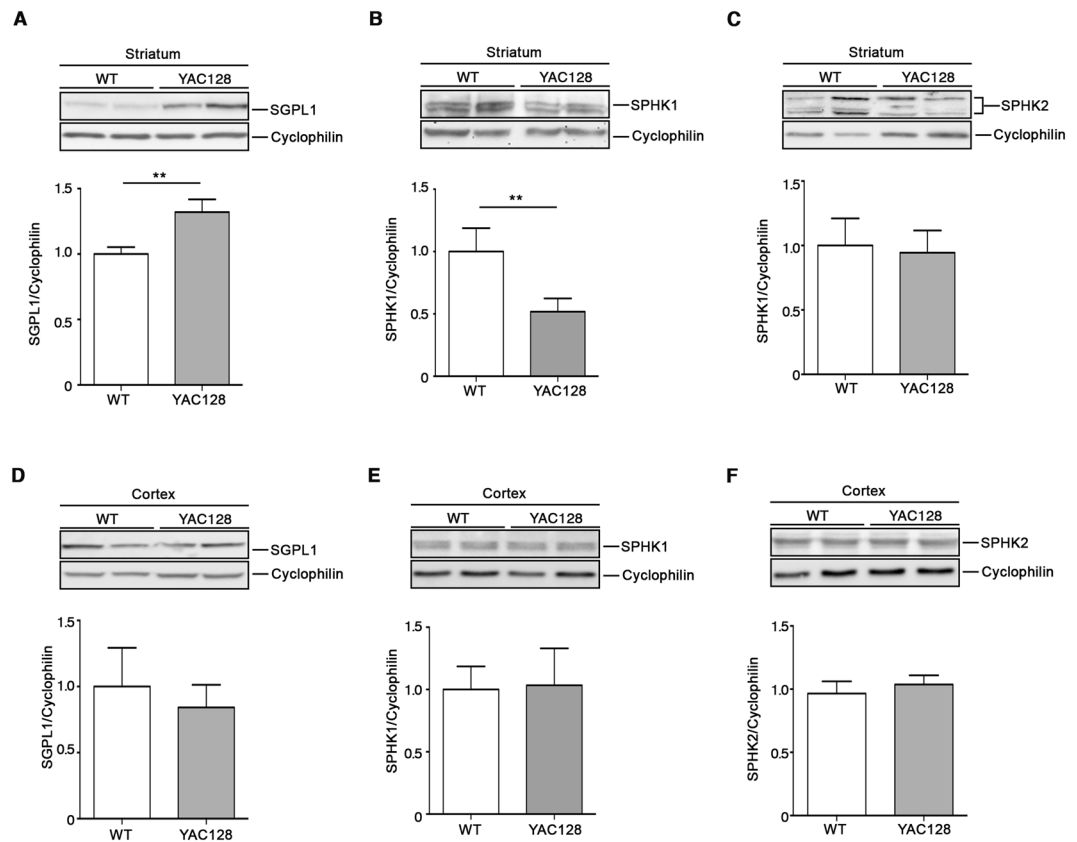 A
Striatum
WT YAC128
SGPL1
Cyclophilin
**
1.5
1.0
0.5
0
SGPL1/Cyclophilin
WT YAC128
B
Striatum
WT YAC128
SPHK1
Cyclophilin
**
1.5
1.0
0.5
0
SPHK1/Cyclophilin
WT YAC128
C
Striatum
WT YAC128
SPHK2
Cyclophilin
1.5
1.0
0.5
0
SPHK1/Cyclophilin
WT YAC128
D
Cortex
WT YAC128
SGPL1
Cyclophilin
1.5
1.0
0.5
0
SGPL1/Cyclophilin
WT YAC128
E
Cortex
WT YAC128
SPHK1
Cyclophilin
1.5
1.0
0.5
0
SPHK1/Cyclophilin
WT YAC128
F
Cortex
WT YAC128
SPHK2
Cyclophilin
1.5
1.0
0.5
0
SPHK2/Cyclophilin
WT YAC128